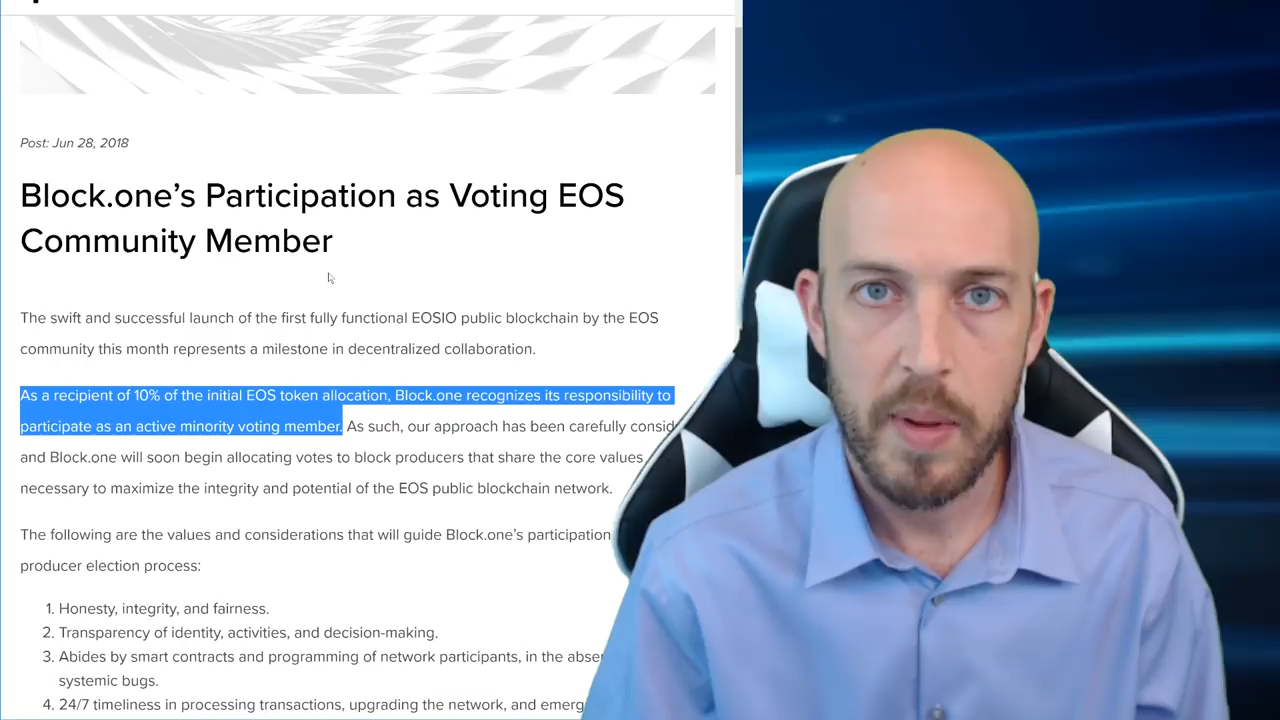 Post: Jun 28, 2018
Block.one’s Participation as Voting EOS
Community Member
The swift and successful launch of the first fully functional EOSIO public blockchain by the EOS
community this month represents a milestone in decentralized collaboration.
As a recipient of 10% of the initial EOS token allocation, Block.one recognizes its responsibility to
participate as an active minority voting member. As such, our approach has been carefully consid
and Block.one will soon begin allocating votes to block producers that share the core values
necessary to maximize the integrity and potential of the EOS public blockchain network.
The following are the values and considerations that will guide Block.one’s participation
producer election process:
1. Honesty, integrity, and fairness.
2. Transparency of identity, activities, and decision-making.
3. Abides by smart contracts and programming of network participants, in the abse
systemic bugs.
4. 24/7 timeliness in processing transactions, upgrading the network, and emerg